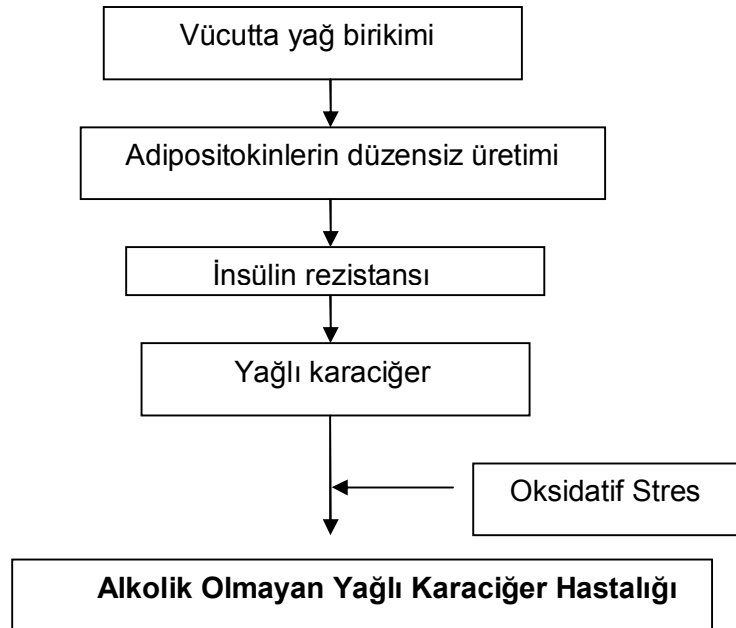 Vücutta yağ birikimi
Adipositokinlerin düzensiz üretimi
İnsülin rezistansı
Yağlı karaciğer
Oksidatif Stres
Alkolik Olmayan Yağlı Karaciğer Hastalığı